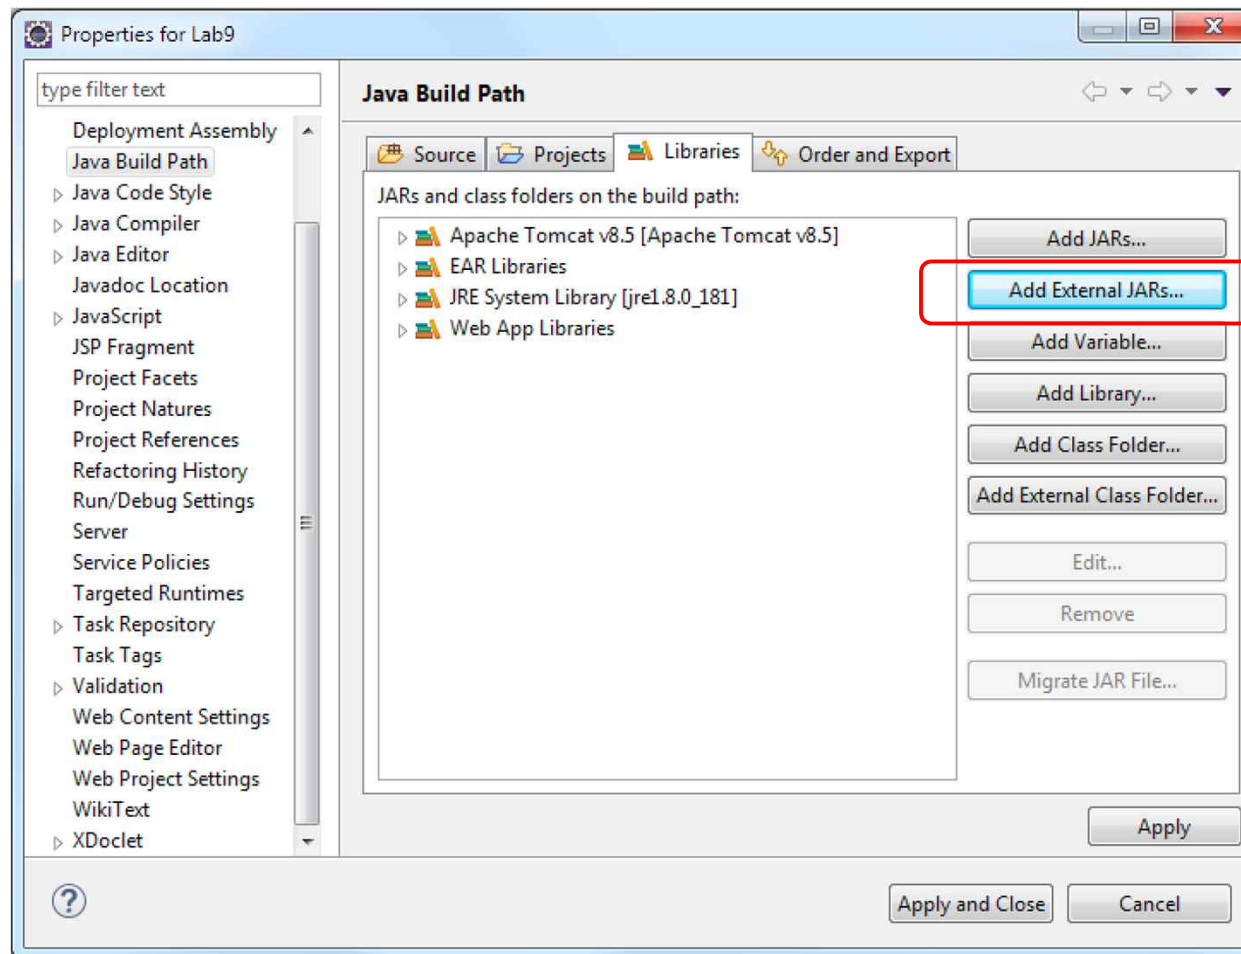 Properties for Lab9
type filter text
Deployment Assembly
Java Build Path
Java Code Style
Java Compiler
Java Editor
Javadoc Location
JavaScript
JSP Fragment
Project Facets
Project Natures
Project References
Refactoring History
Run/Debug Settings
Server
Service Policies
Targeted Runtimes
Task Repository
Task Tags
Validation
Web Content Settings
Web Page Editor
Web Project Settings
WikiText
XDoclet
Java Build Path
Source Projects Libraries Order and Export
JARs and class folders on the build path:
Apache Tomcat v8.5 [Apache Tomcat v8.5]
EAR Libraries
JRE System Library [jre1.8.0_181]
Web App Libraries
Add JARs...
Add External JARs...
Add Variable...
Add Library...
Add Class Folder...
Add External Class Folder...
Edit...
Remove
Migrate JAR File...
Apply
?
Apply and Close Cancel